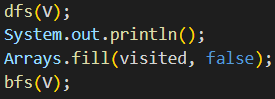 dfs(V);
System.out.println();
Arrays.fill(visited, false);
bfs(V);